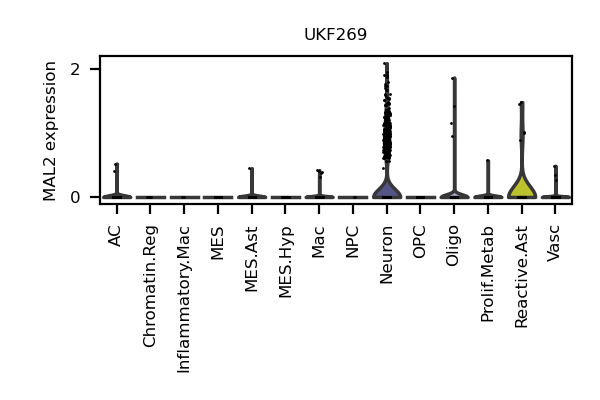 UKF269
MAL2 expression
2
0
AC
Chromatin.Reg
Inflammatory.Mac
MES
MES.Ast
MES.Hyp
Mac
NPC
Neuron
OPC
Oligo
Prolif.Metab
Reactive.Ast
Vasc